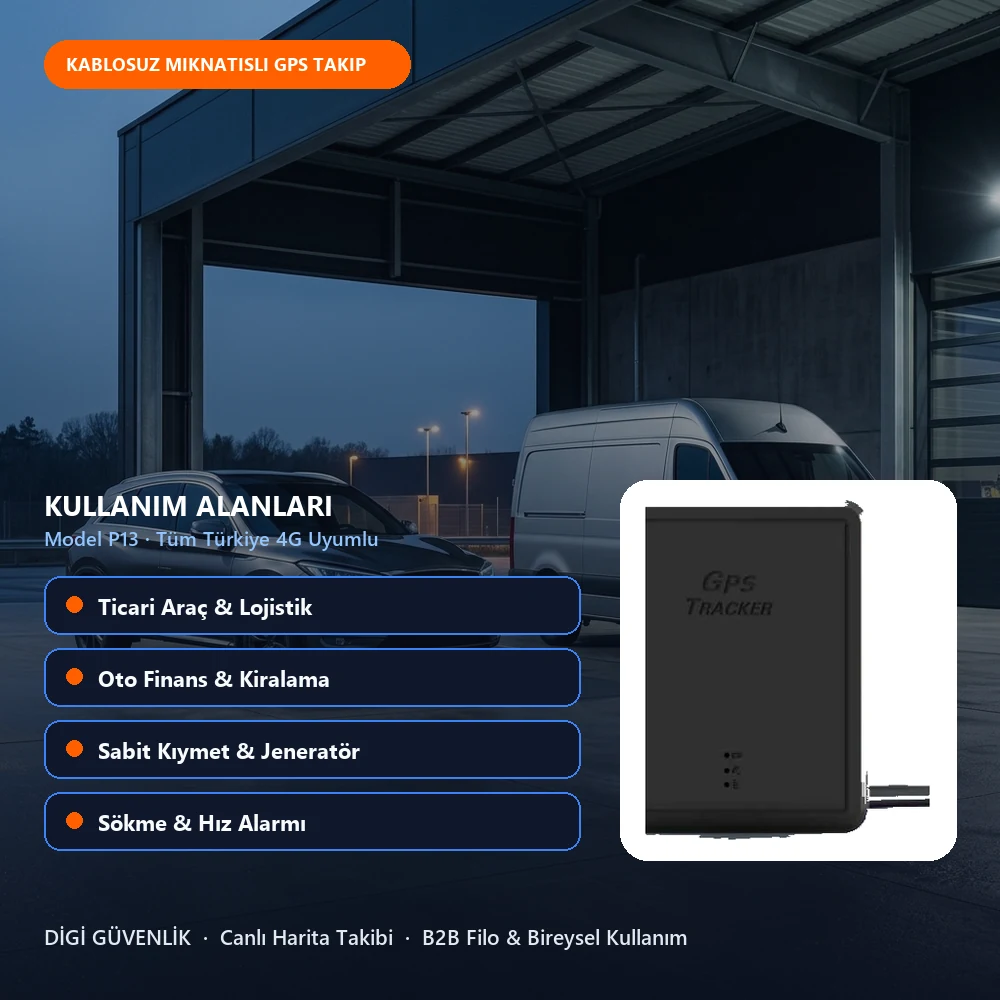 KABLOSUZ MIKNATISLI GPS TAKIP
KULLANIM ALANLARI
Model P13 · Tüm Türkiye 4G Uyumlu
Ticari Araç & Lojistik
Oto Finans & Kiralama
Sabit Kıymet & Jeneratör
Sökme & Hız Alarmı
GPS
TRACKER
DİGİ GÜVENLİK · Canlı Harita Takibi · B2B Filo & Bireysel Kullanım